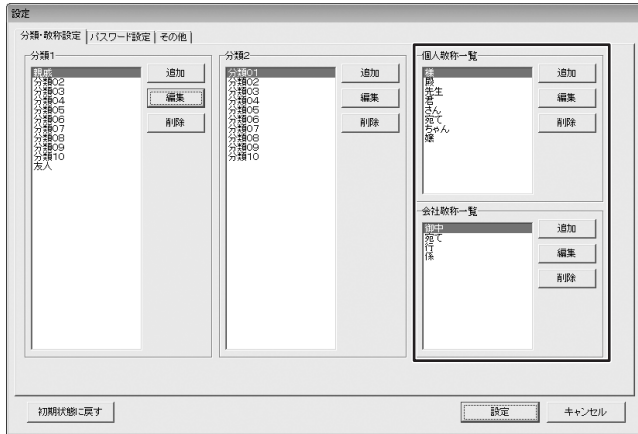 設定
分類・敬称設定
パスワード設定
その他
分類1
親戚
分類02
分類03
分類04
分類05
分類06
分類07
分類08
分類09
分類10
友人
追加
編集
削除
分類2
分類01
分類02
分類03
分類04
分類05
分類06
分類07
分類08
分類09
分類10
追加
編集
削除
個人敬称一覧
様
殿
先生
君
さん
宛て
ちゃん
嬢
追加
編集
削除
会社敬称一覧
御中
宛て
行
係
追加
編集
削除
初期状態に戻す
設定
キャンセル